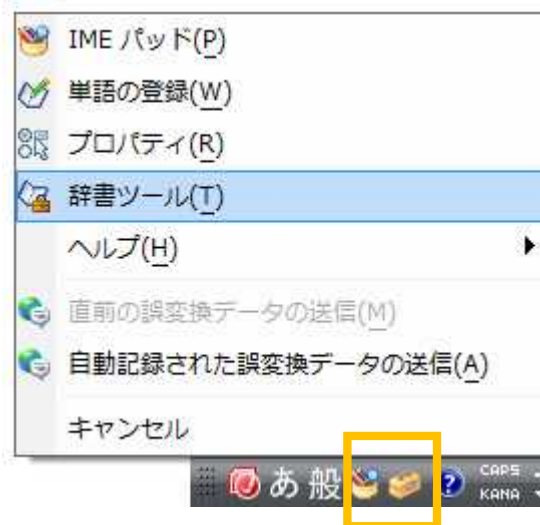 IME パッド(P)
単語の登録(W)
プロパティ(R)
辞書ツール(T)
ヘルプ(H)
直前の誤変換データの送信(M)
自動記録された誤変換データの送信(A)
キャンセル
あ 般 ? CAPS
KANA